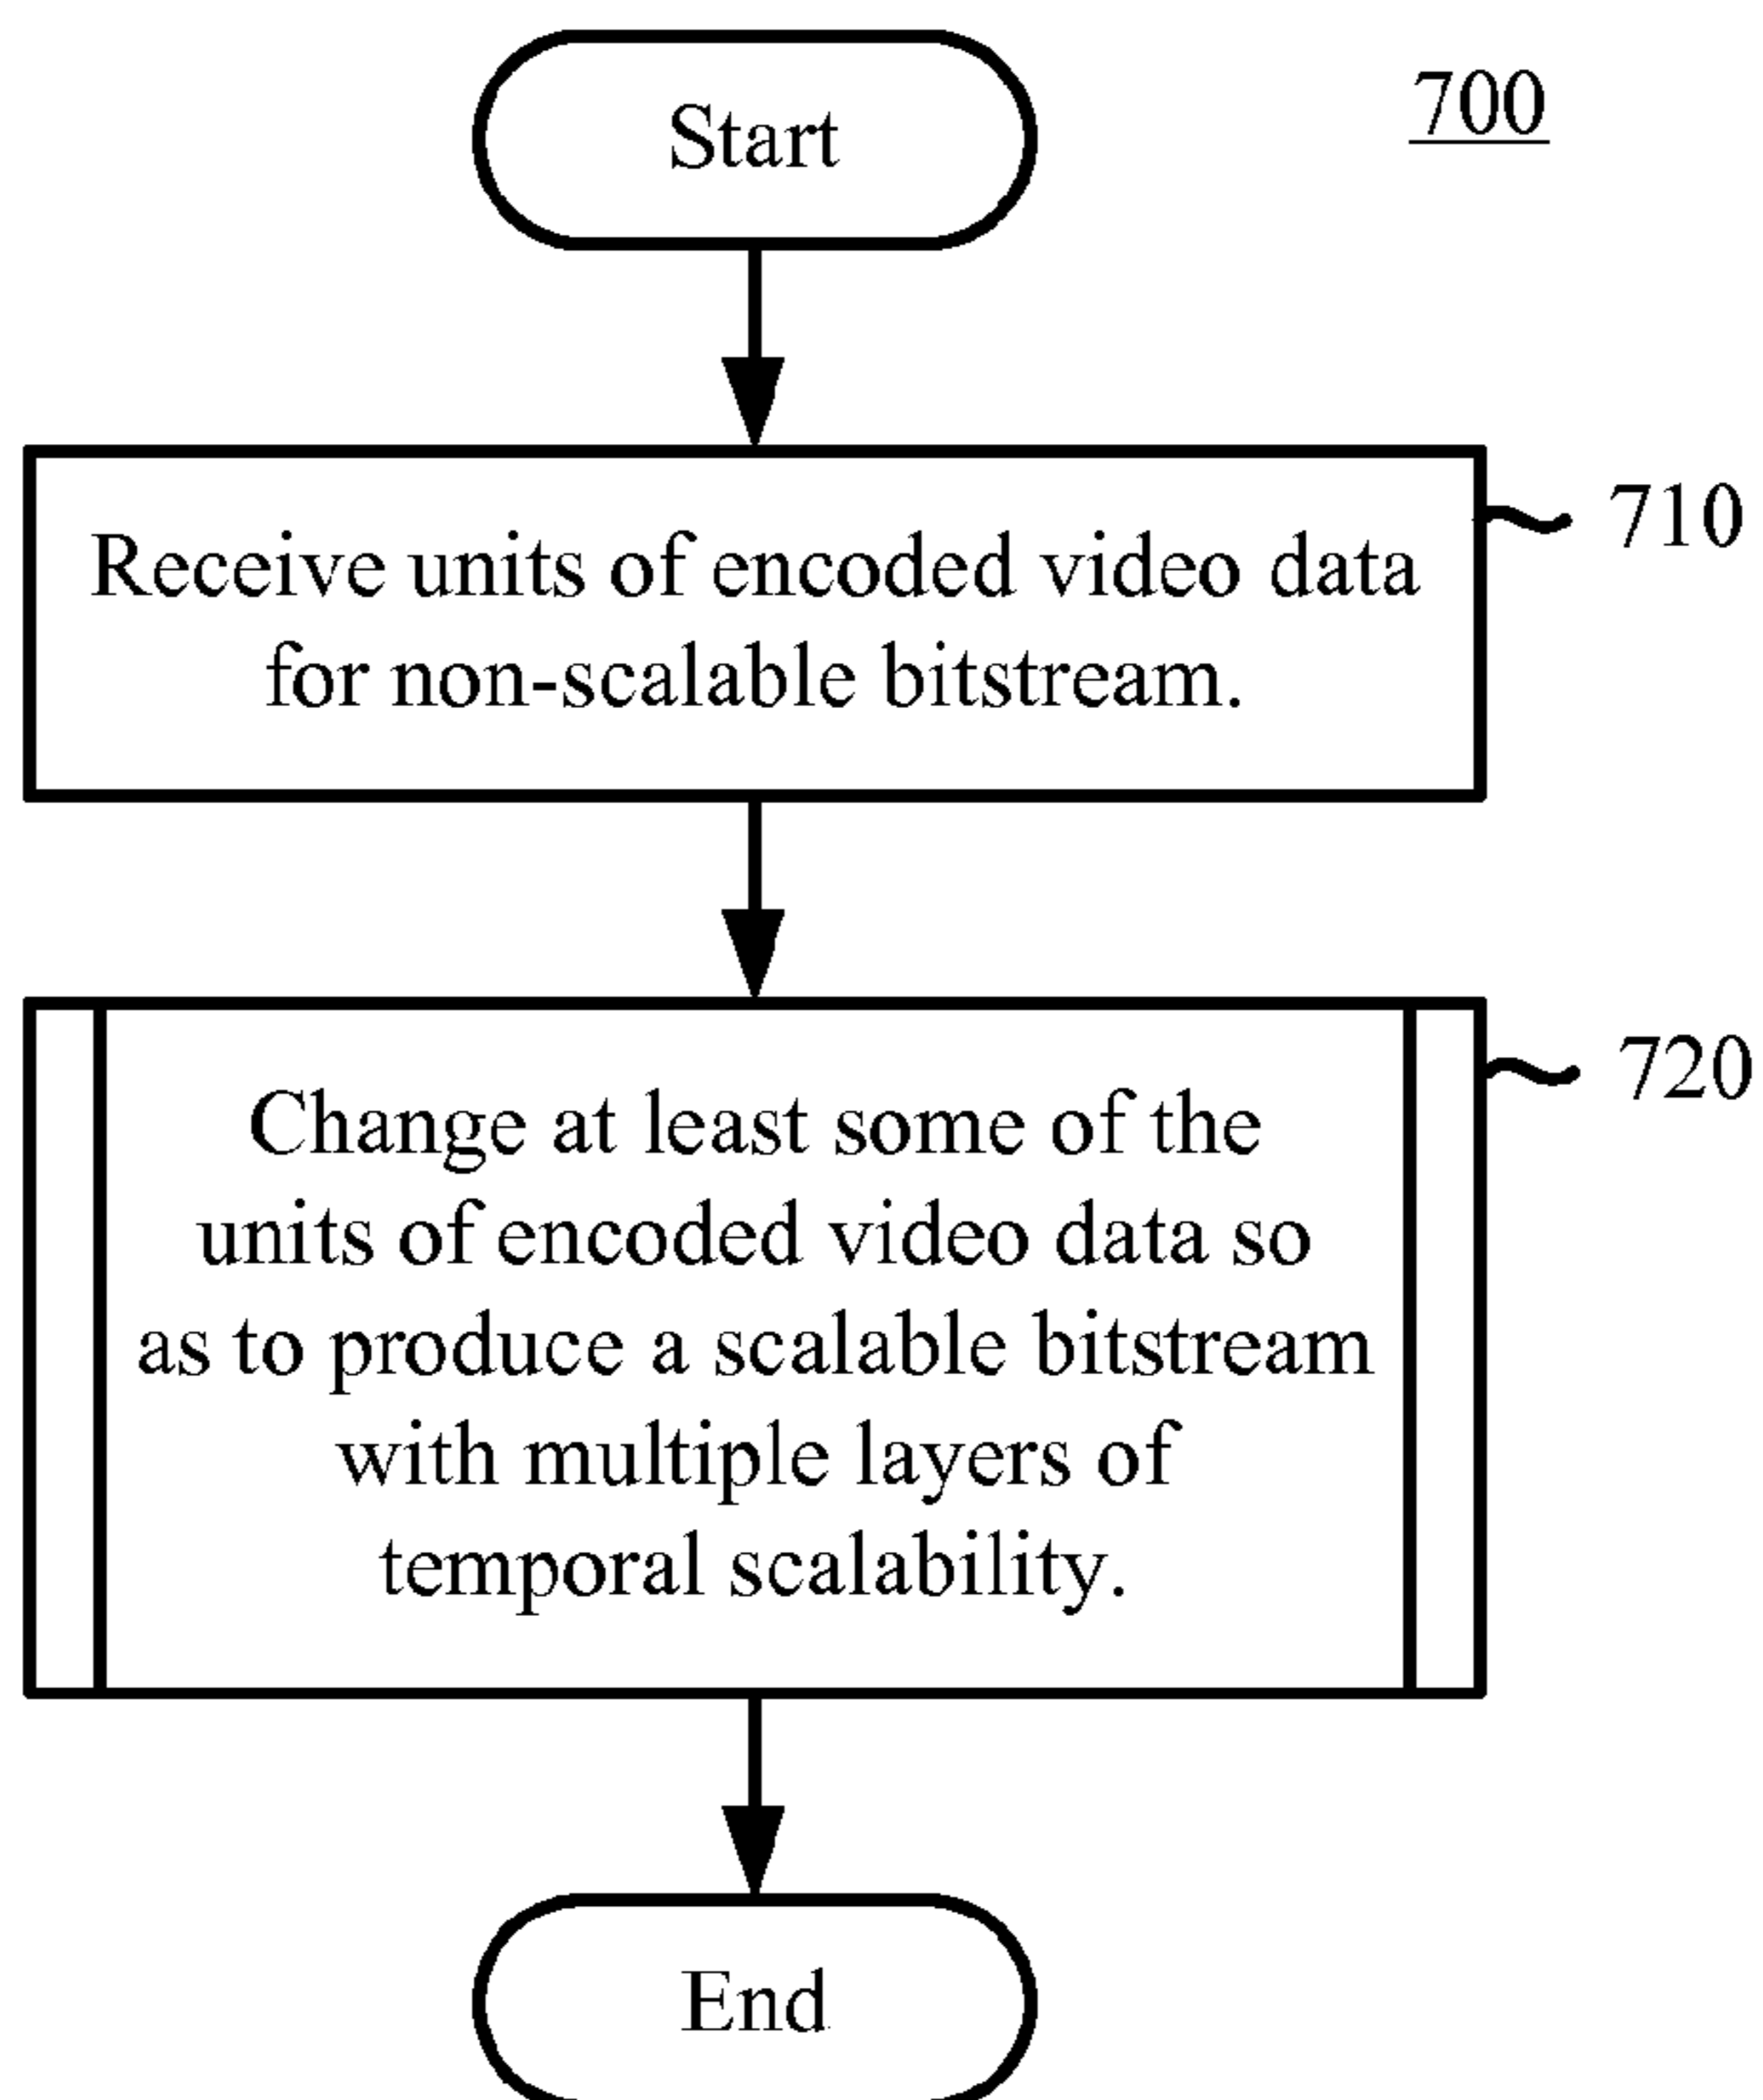 Start
700
Receive units of encoded video data
for non-scalable bitstream.
710
Change at least some of the
units of encoded video data so
as to produce a scalable bitstream
with multiple layers of
temporal scalability.
720
End